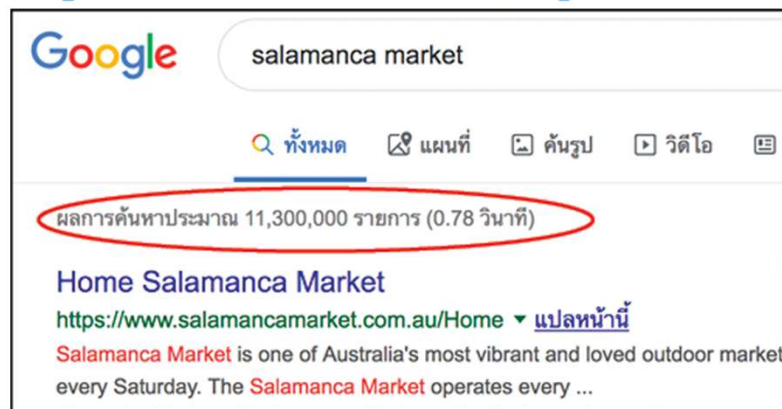 Google
salamanca market
ทั้งหมด แผนที่ ค้นรูป วิดีโอ
ผลการค้นหาประมาณ 11,300,000 รายการ (0.78 วินาที)
Home Salamanca Market
https://www.salamancamarket.com.au/Home ▼ แปลหน้านี้
Salamanca Market is one of Australia's most vibrant and loved outdoor market
every Saturday. The Salamanca Market operates every ...